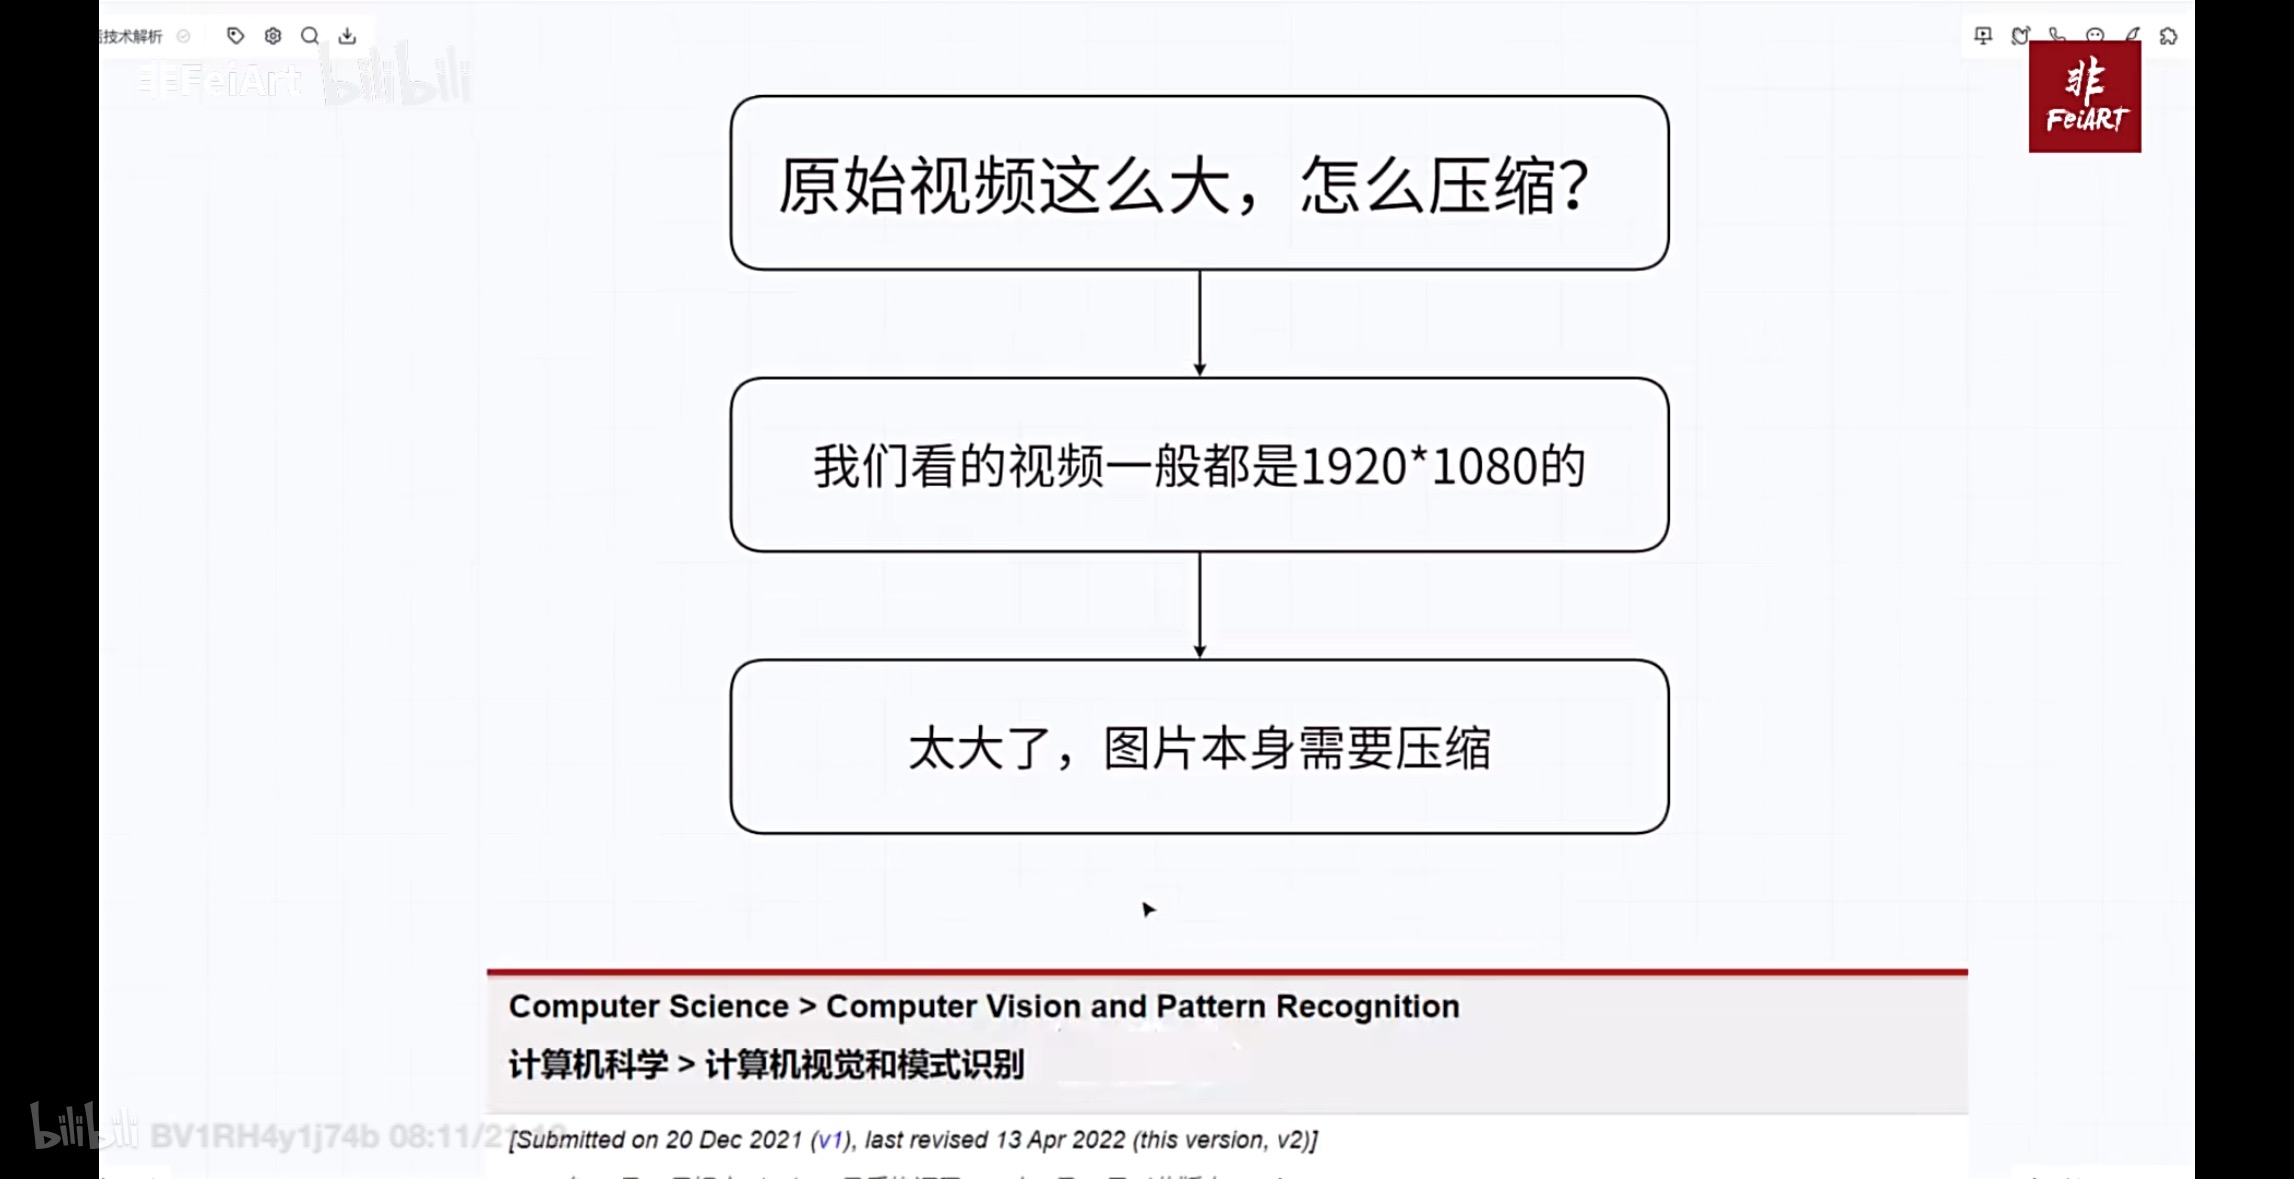 技术解析
非FeiArt bilibili
非
FeiART
原始视频这么大，怎么压缩？
我们看的视频一般都是1920*1080的
太大了，图片本身需要压缩
Computer Science > Computer Vision and Pattern Recognition
计算机科学 > 计算机视觉和模式识别
bilibili BV1RH4y1j74b 08:11/
[Submitted on 20 Dec 2021 (v1), last revised 13 Apr 2022 (this version, v2)]